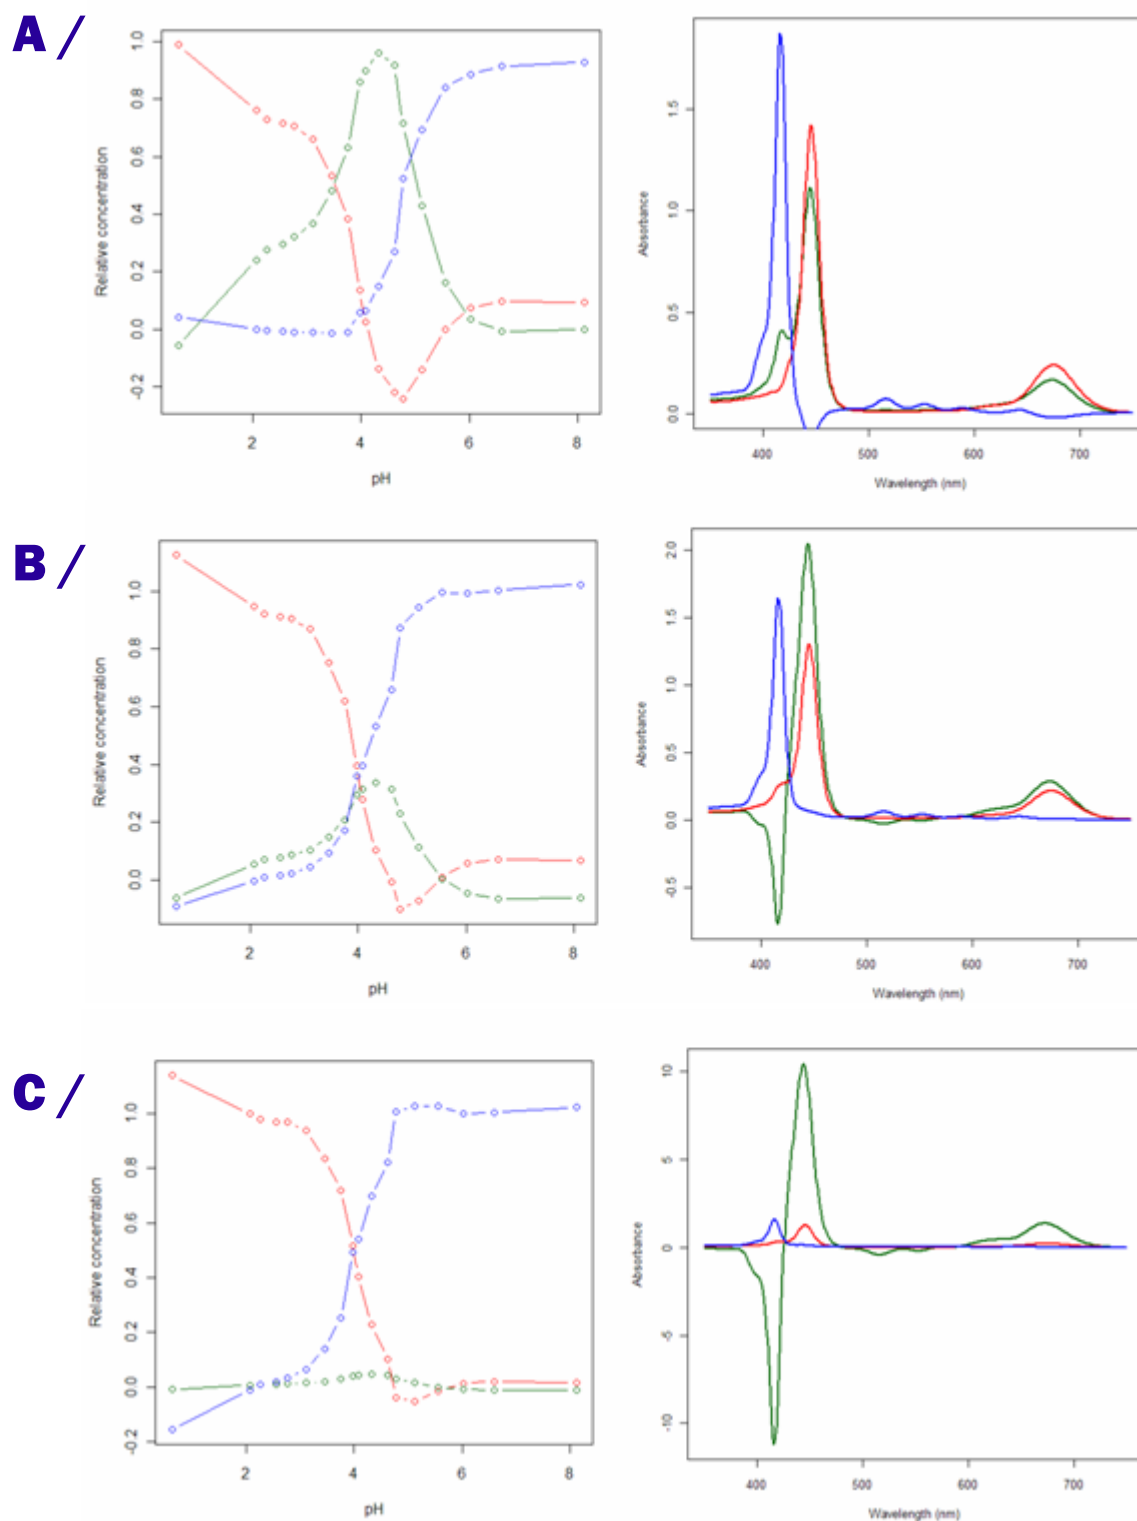 A /
Relative concentration
1.0
0.8
0.6
0.4
0.2
0.0
-0.2
2 4 6 8
pH
Absorbance
1.5
1.0
0.5
0.0
400 500 600 700
Wavelength (nm)
B /
Relative concentration
1.0
0.8
0.6
0.4
0.2
0.0
2 4 6 8
pH
Absorbance
2.0
1.5
1.0
0.5
0.0
-0.5
400 500 600 700
Wavelength (nm)
C /
Relative concentration
1.0
0.8
0.6
0.4
0.2
0.0
-0.2
2 4 6 8
pH
Absorbance
10
5
0
-5
-10
400 500 600 700
Wavelength (nm)